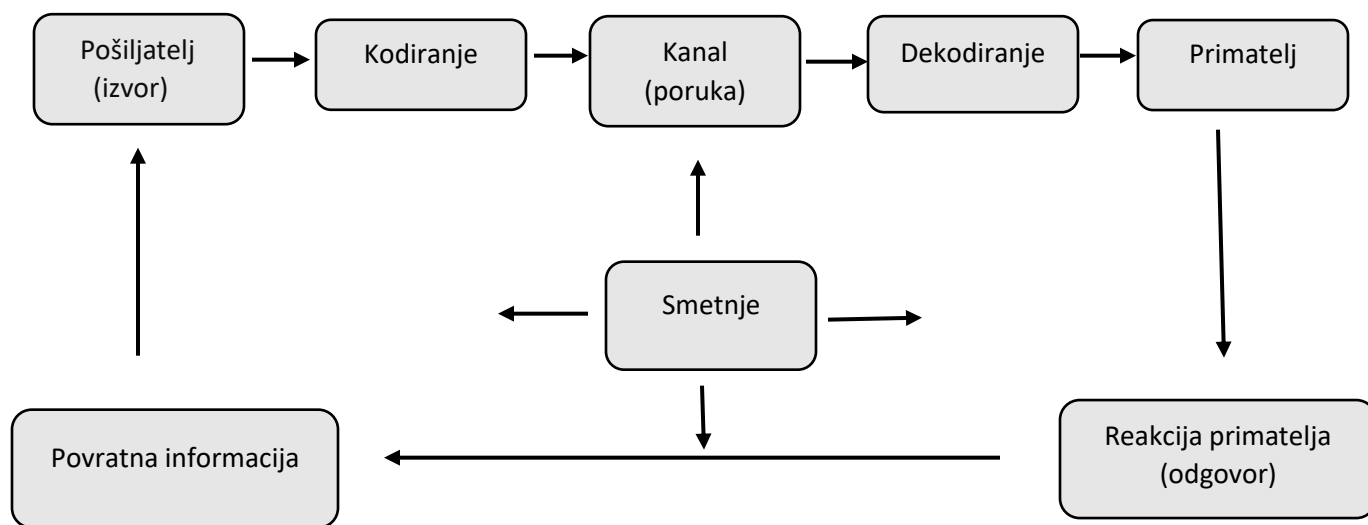 Pošiljatelj
(izvor)
Kodiranje
Kanal
(poruka)
Dekodiranje
Primatelj
Smetnje
Povratna informacija
Reakcija primatelja
(odgovor)